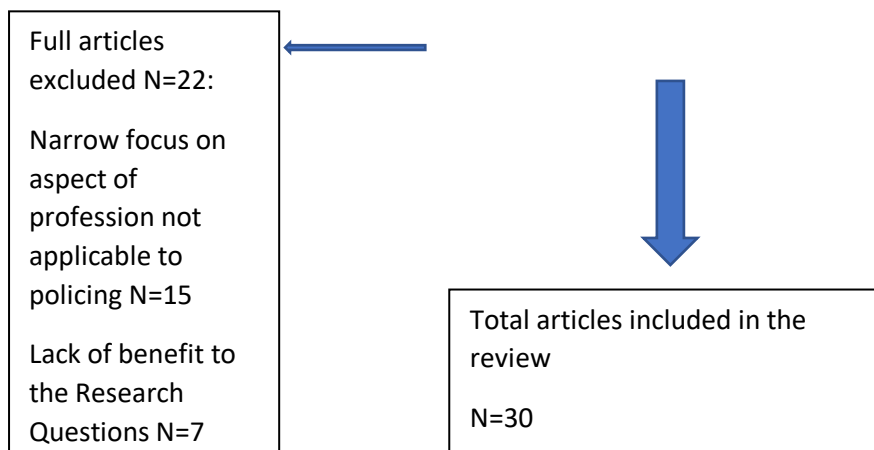 Full articles
excluded N=22:
Narrow focus on
aspect of
profession not
applicable to
policing N=15
Lack of benefit to
the Research
Questions N=7
Total articles included in the
review
N=30